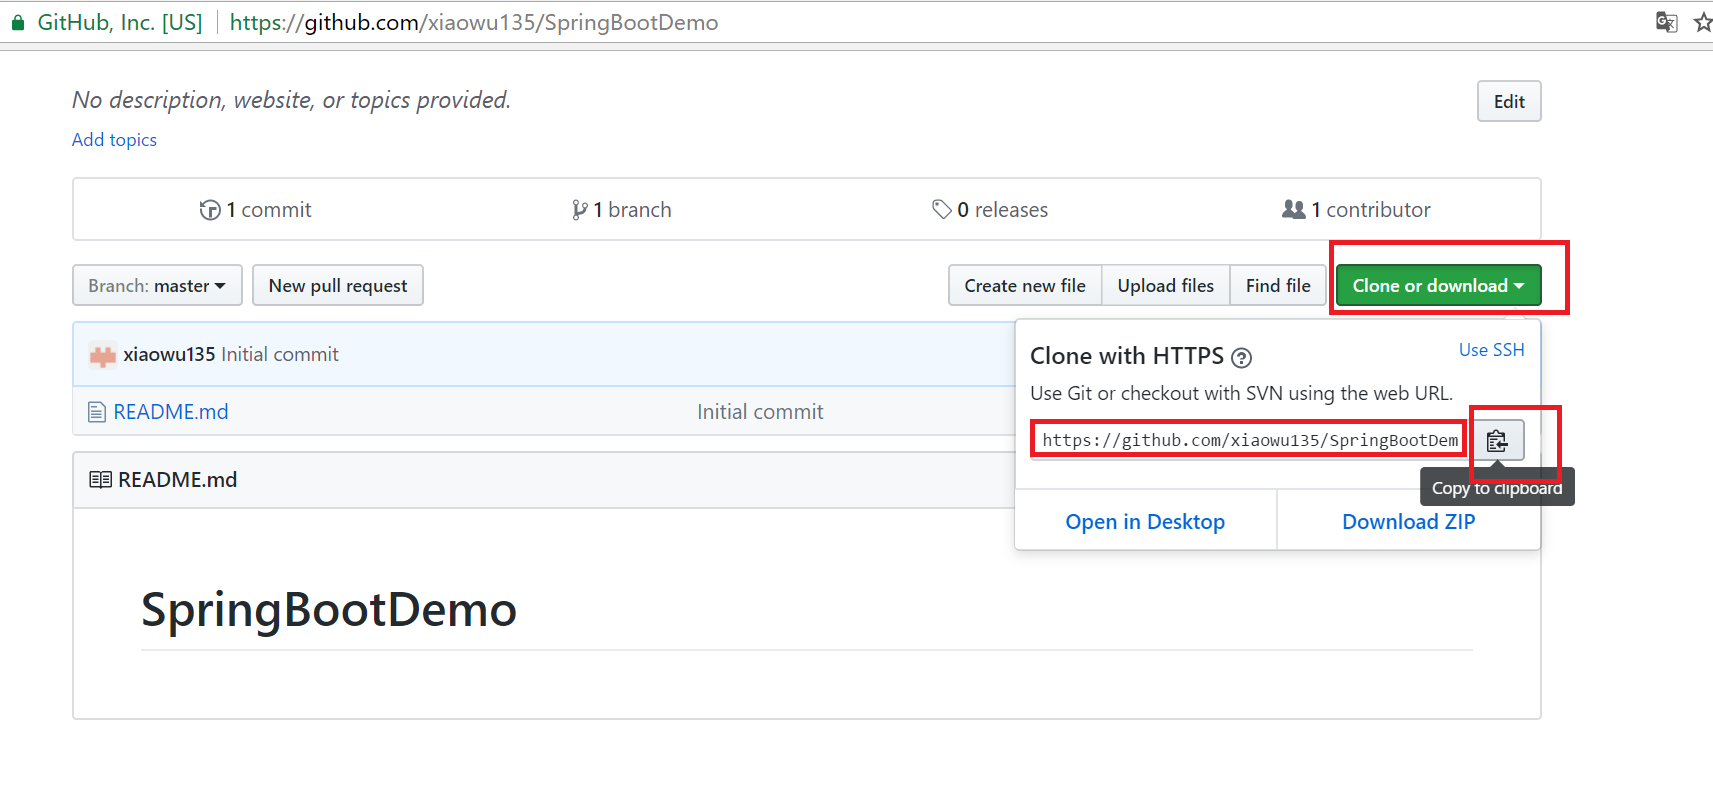 GitHub, Inc. [US] https://github.com/xiaowu135/SpringBootDemo
No description, website, or topics provided.
Edit
Add topics
1 commit 1 branch 0 releases 1 contributor
Branch: master New pull request Create new file Upload files Find file Clone or download
xiaowu135 Initial commit
README.md Initial commit
Clone with HTTPS ? Use SSH
Use Git or checkout with SVN using the web URL.
https://github.com/xiaowu135/SpringBootDem
Copy to clipboard
Open in Desktop Download ZIP
README.md
SpringBootDemo